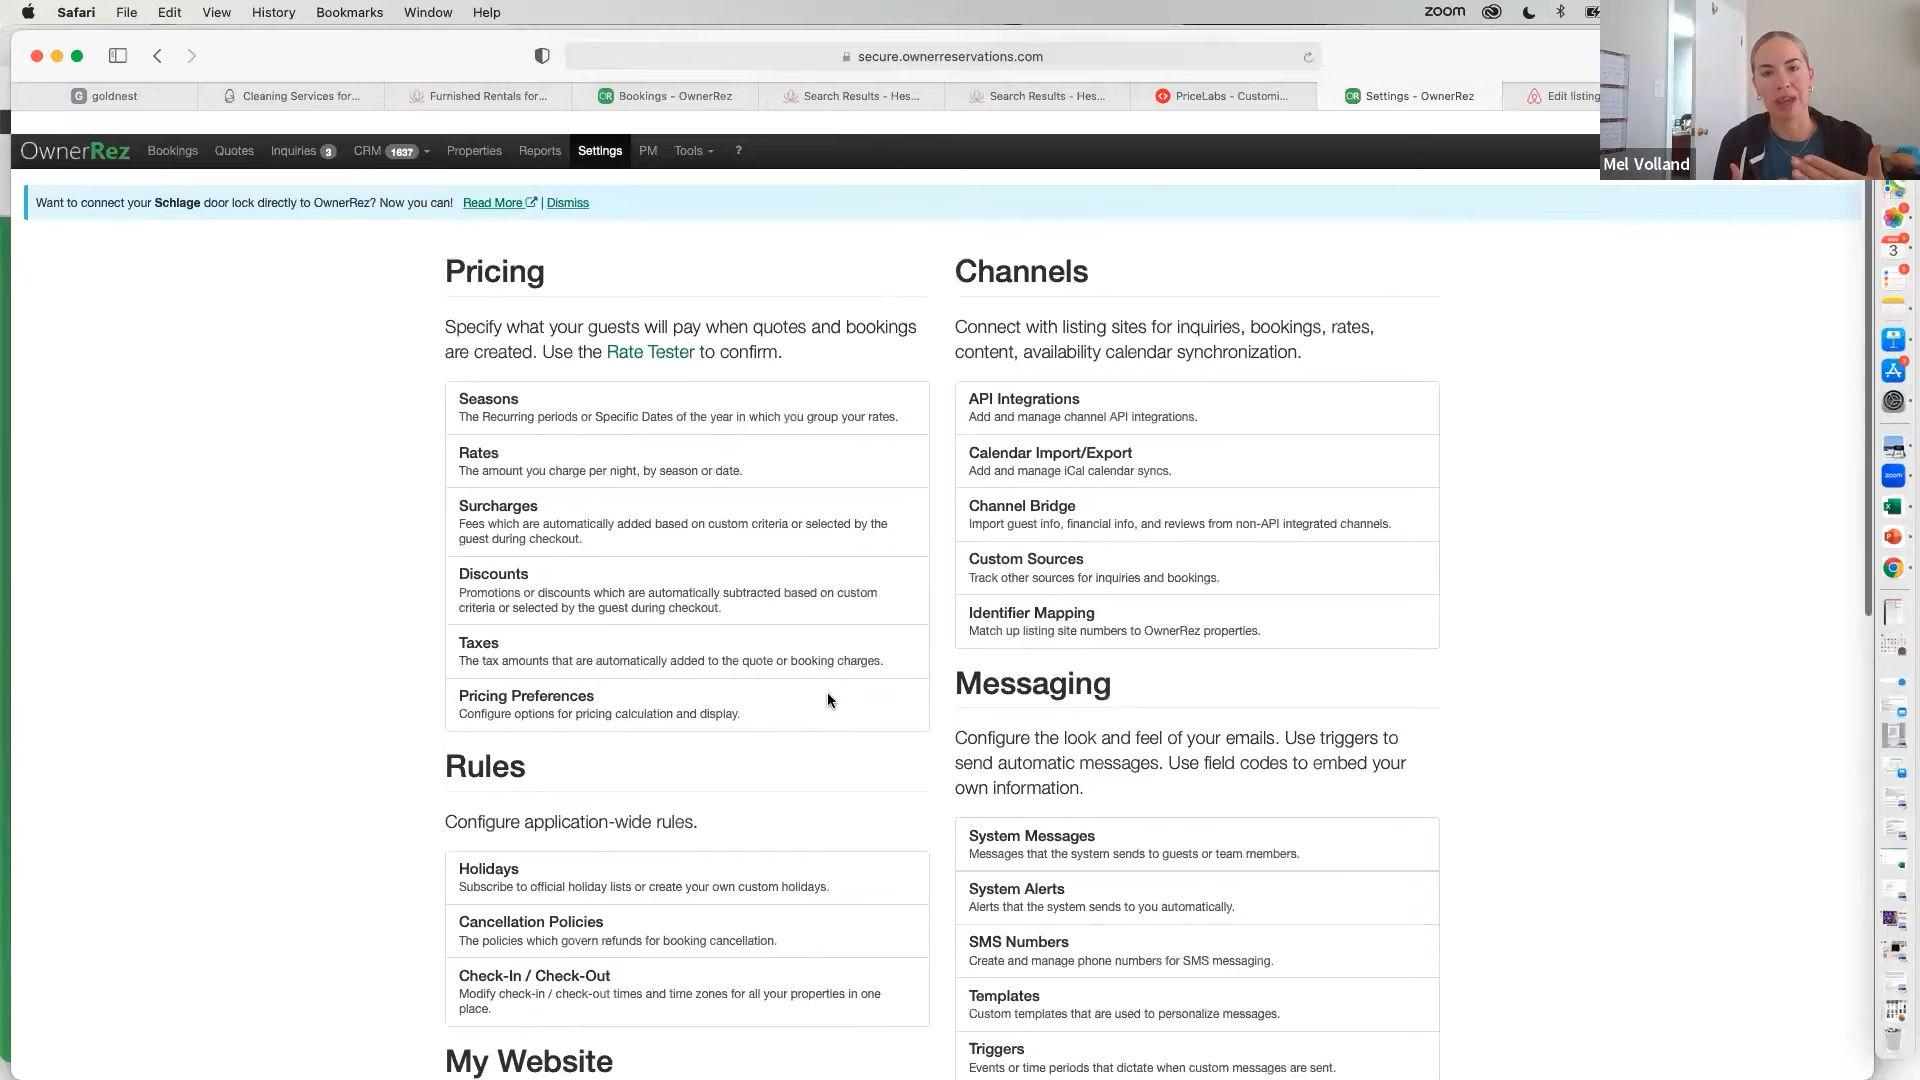 Safari File Edit View History Bookmarks Window Help
zoom
secure.ownerreservations.com
goldnest
Cleaning Services for...
Furnished Rentals for...
Bookings - OwnerRez
Search Results - Hes...
Search Results - Hes...
PriceLabs - Customi...
Settings - OwnerRez
Edit listing
Mel Volland
OwnerRez Bookings Quotes Inquiries 3 CRM 1637 Properties Reports Settings PM Tools ?
Want to connect your Schlage door lock directly to OwnerRez? Now you can! Read More | Dismiss
Pricing
Specify what your guests will pay when quotes and bookings
are created. Use the Rate Tester to confirm.
Seasons
The Recurring periods or Specific Dates of the year in which you group your rates.
Rates
The amount you charge per night, by season or date.
Surcharges
Fees which are automatically added based on custom criteria or selected by the
guest during checkout.
Discounts
Promotions or discounts which are automatically subtracted based on custom
criteria or selected by the guest during checkout.
Taxes
The tax amounts that are automatically added to the quote or booking charges.
Pricing Preferences
Configure options for pricing calculation and display.
Rules
Configure application-wide rules.
Holidays
Subscribe to official holiday lists or create your own custom holidays.
Cancellation Policies
The policies which govern refunds for booking cancellation.
Check-In / Check-Out
Modify check-in / check-out times and time zones for all your properties in one
place.
My Website
Channels
Connect with listing sites for inquiries, bookings, rates,
content, availability calendar synchronization.
API Integrations
Add and manage channel API integrations.
Calendar Import/Export
Add and manage iCal calendar syncs.
Channel Bridge
Import guest info, financial info, and reviews from non-API integrated channels.
Custom Sources
Track other sources for inquiries and bookings.
Identifier Mapping
Match up listing site numbers to OwnerRez properties.
Messaging
Configure the look and feel of your emails. Use triggers to
send automatic messages. Use field codes to embed your
own information.
System Messages
Messages that the system sends to guests or team members.
System Alerts
Alerts that the system sends to you automatically.
SMS Numbers
Create and manage phone numbers for SMS messaging.
Templates
Custom templates that are used to personalize messages.
Triggers
Events or time periods that dictate when custom messages are sent.
3
zoom